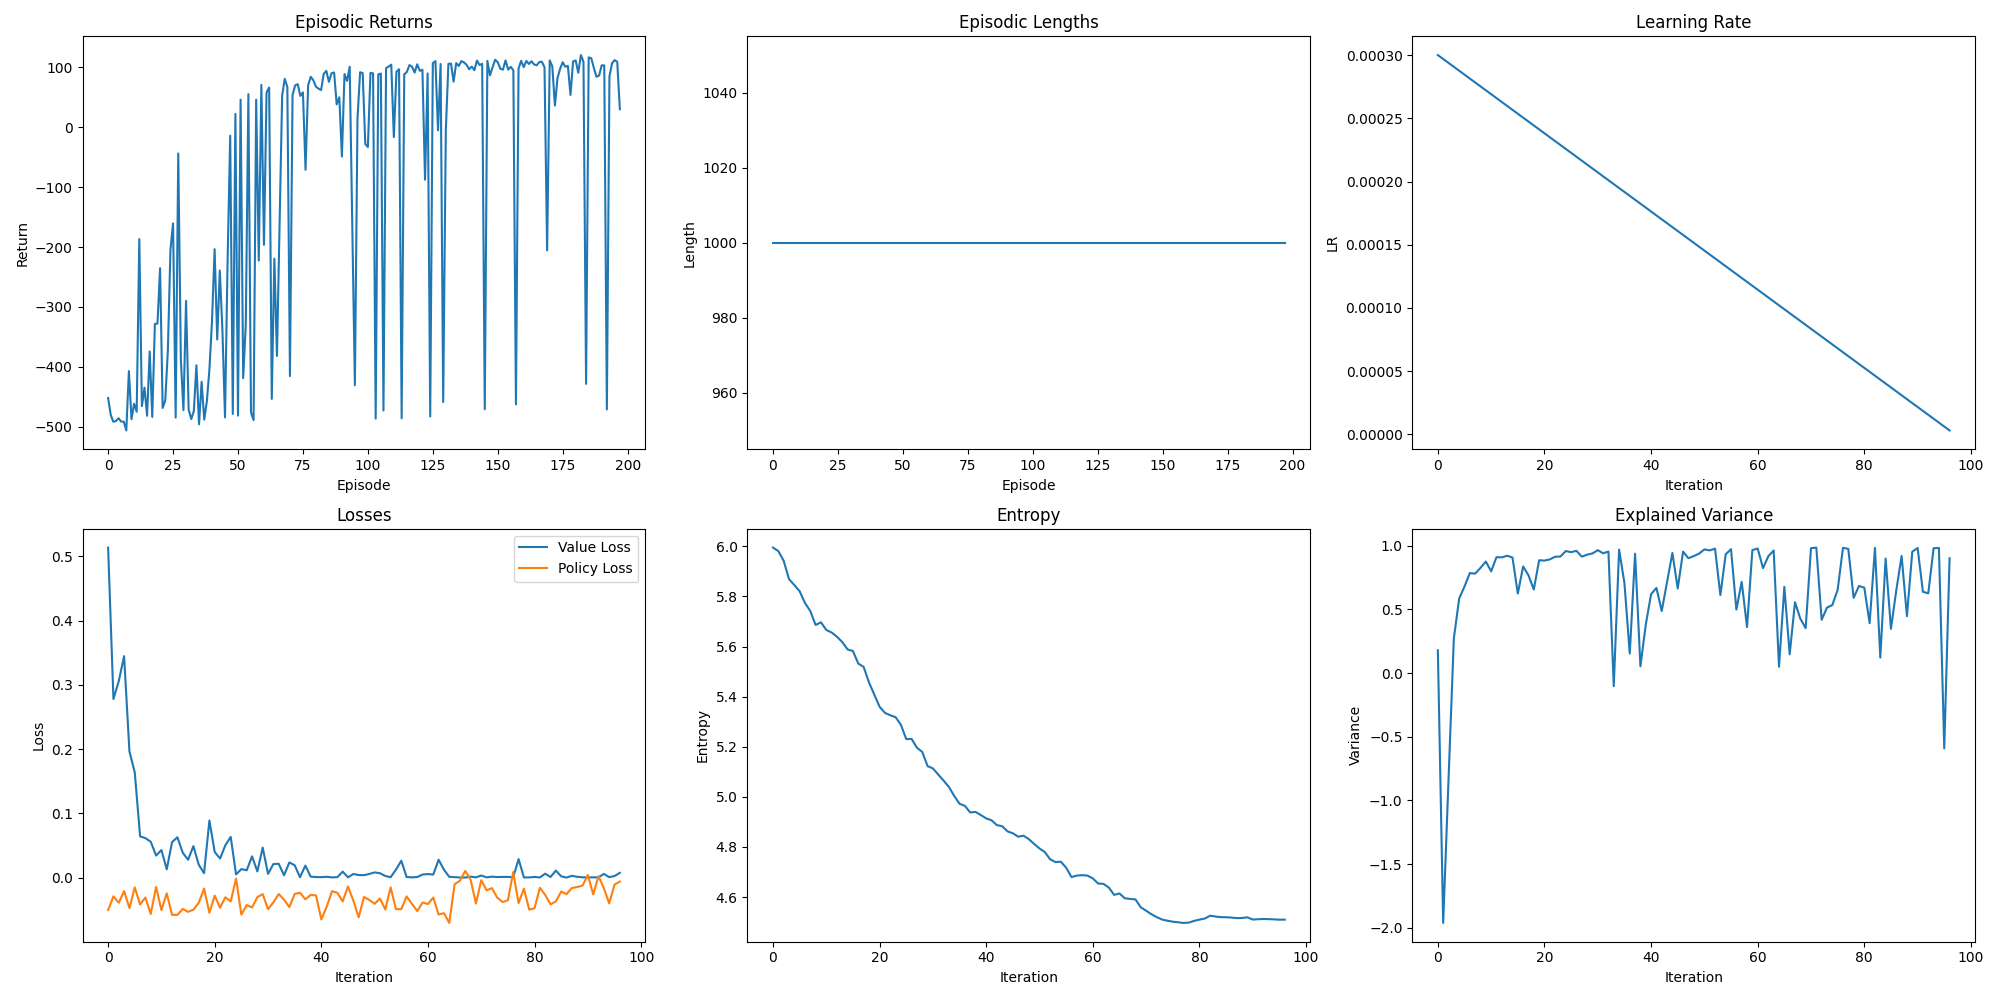 Episodic Returns
Return
100
0
−100
−200
−300
−400
−500
0 25 50 75 100 125 150 175 200
Episode
Episodic Lengths
Length
1040
1020
1000
980
960
0 25 50 75 100 125 150 175 200
Episode
Learning Rate
LR
0.00030
0.00025
0.00020
0.00015
0.00010
0.00005
0.00000
0 20 40 60 80 100
Iteration
Losses
Value Loss
Policy Loss
Loss
0.5
0.4
0.3
0.2
0.1
0.0
0 20 40 60 80 100
Iteration
Entropy
Entropy
6.0
5.8
5.6
5.4
5.2
5.0
4.8
4.6
0 20 40 60 80 100
Iteration
Explained Variance
Variance
1.0
0.5
0.0
−0.5
−1.0
−1.5
−2.0
0 20 40 60 80 100
Iteration